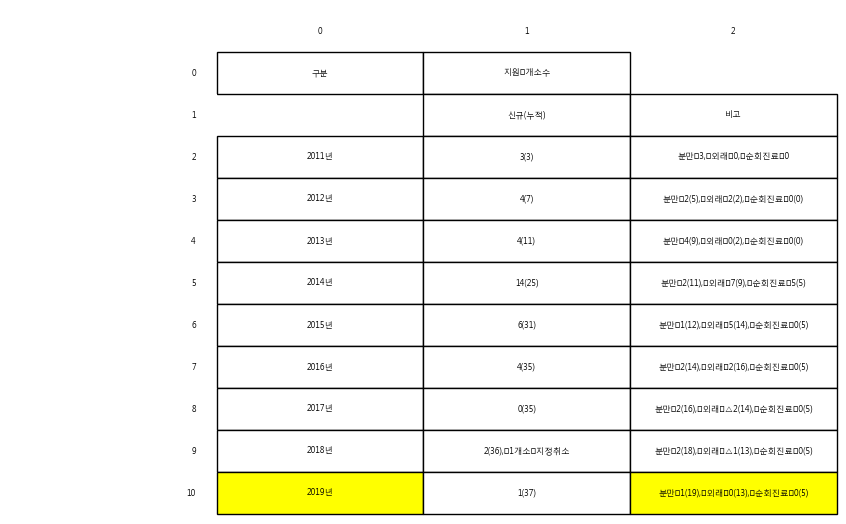 0 1 2
0 구분 지원□개소수
1 신규(누적) 비고
2 2011년 3(3) 분만□3,□외래□0,□순회진료□0
3 2012년 4(7) 분만□2(5),□외래□2(2),□순회진료□0(0)
4 2013년 4(11) 분만□4(9),□외래□0(2),□순회진료□0(0)
5 2014년 14(25) 분만□2(11),□외래□7(9),□순회진료□5(5)
6 2015년 6(31) 분만□1(12),□외래□5(14),□순회진료□0(5)
7 2016년 4(35) 분만□2(14),□외래□2(16),□순회진료□0(5)
8 2017년 0(35) 분만□2(16),□외래□△2(14),□순회진료□0(5)
9 2018년 2(36),□1개소□지정취소 분만□2(18),□외래□△1(13),□순회진료□0(5)
10 2019년 1(37) 분만□1(19),□외래□0(13),□순회진료□0(5)